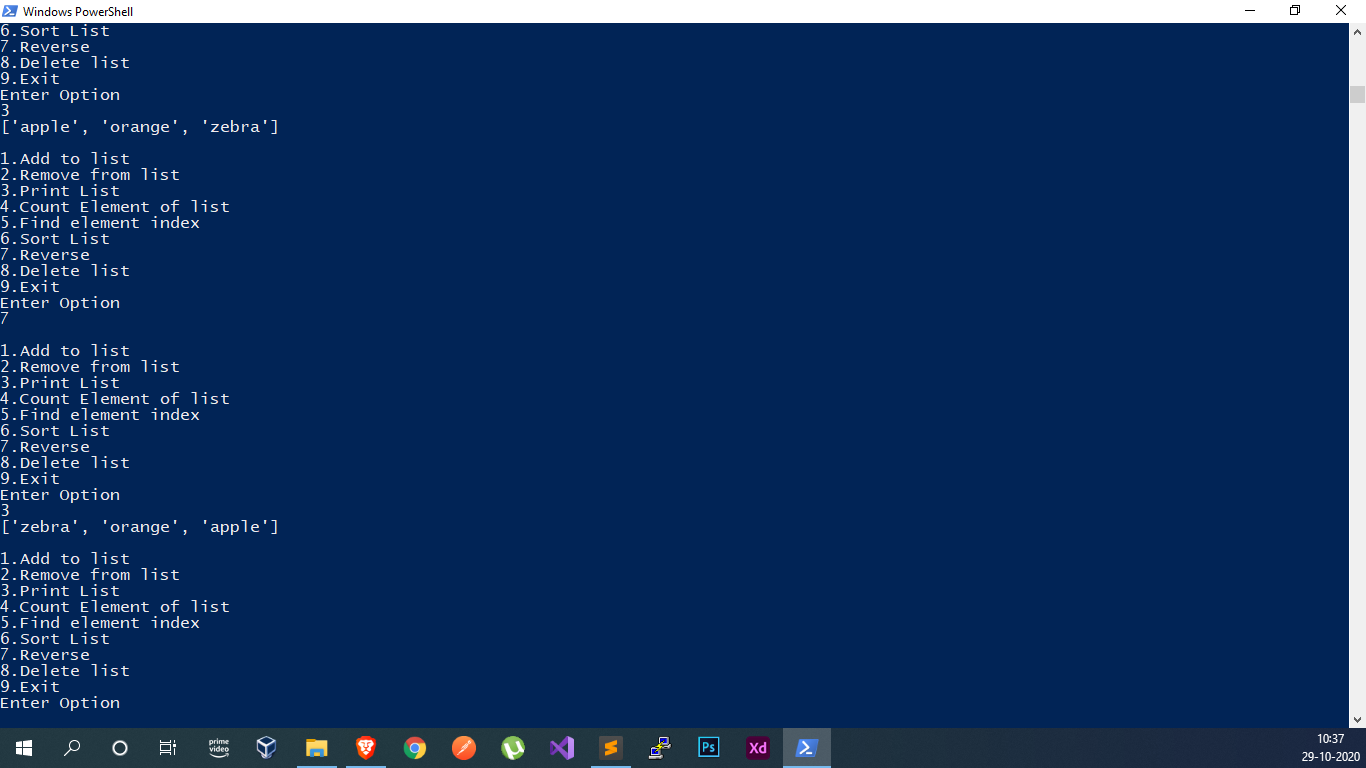 Windows PowerShell
6.Sort List
7.Reverse
8.Delete list
9.Exit
Enter Option
3
['apple', 'orange', 'zebra']
1.Add to list
2.Remove from list
3.Print List
4.Count Element of list
5.Find element index
6.Sort List
7.Reverse
8.Delete list
9.Exit
Enter Option
7
1.Add to list
2.Remove from list
3.Print List
4.Count Element of list
5.Find element index
6.Sort List
7.Reverse
8.Delete list
9.Exit
Enter Option
3
['zebra', 'orange', 'apple']
1.Add to list
2.Remove from list
3.Print List
4.Count Element of list
5.Find element index
6.Sort List
7.Reverse
8.Delete list
9.Exit
Enter Option
prime
video
Ps
Xd
10:37
29-10-2020